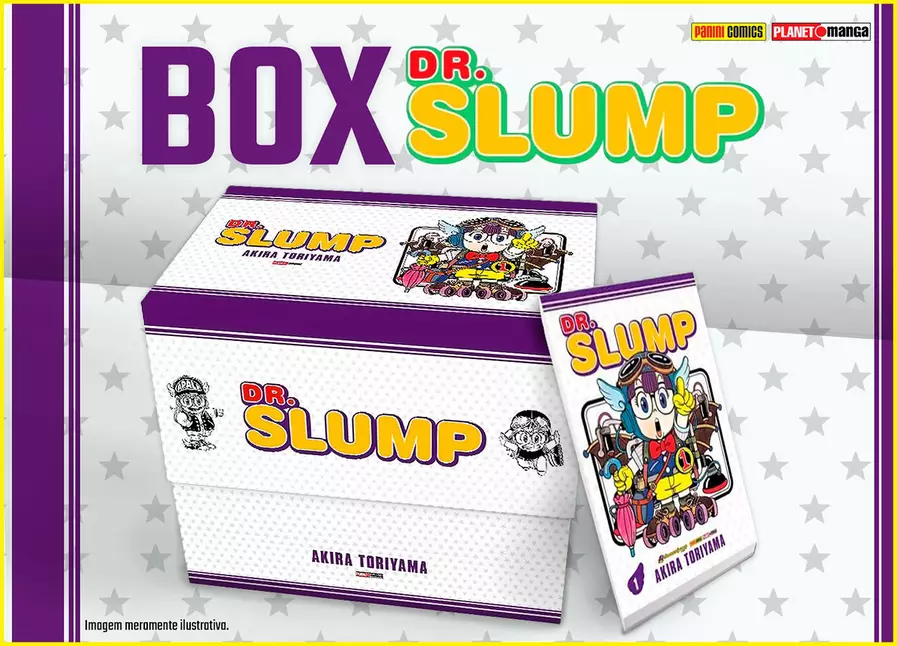 PANINI COMICS PLANET manga
BOX DR. SLUMP
DR.
SLUMP
AKIRA TORIYAMA
DR.
SLUMP
DR.
SLUMP
AKIRA TORIYAMA
1 AKIRA TORIYAMA
Imagem meramente ilustrativa.